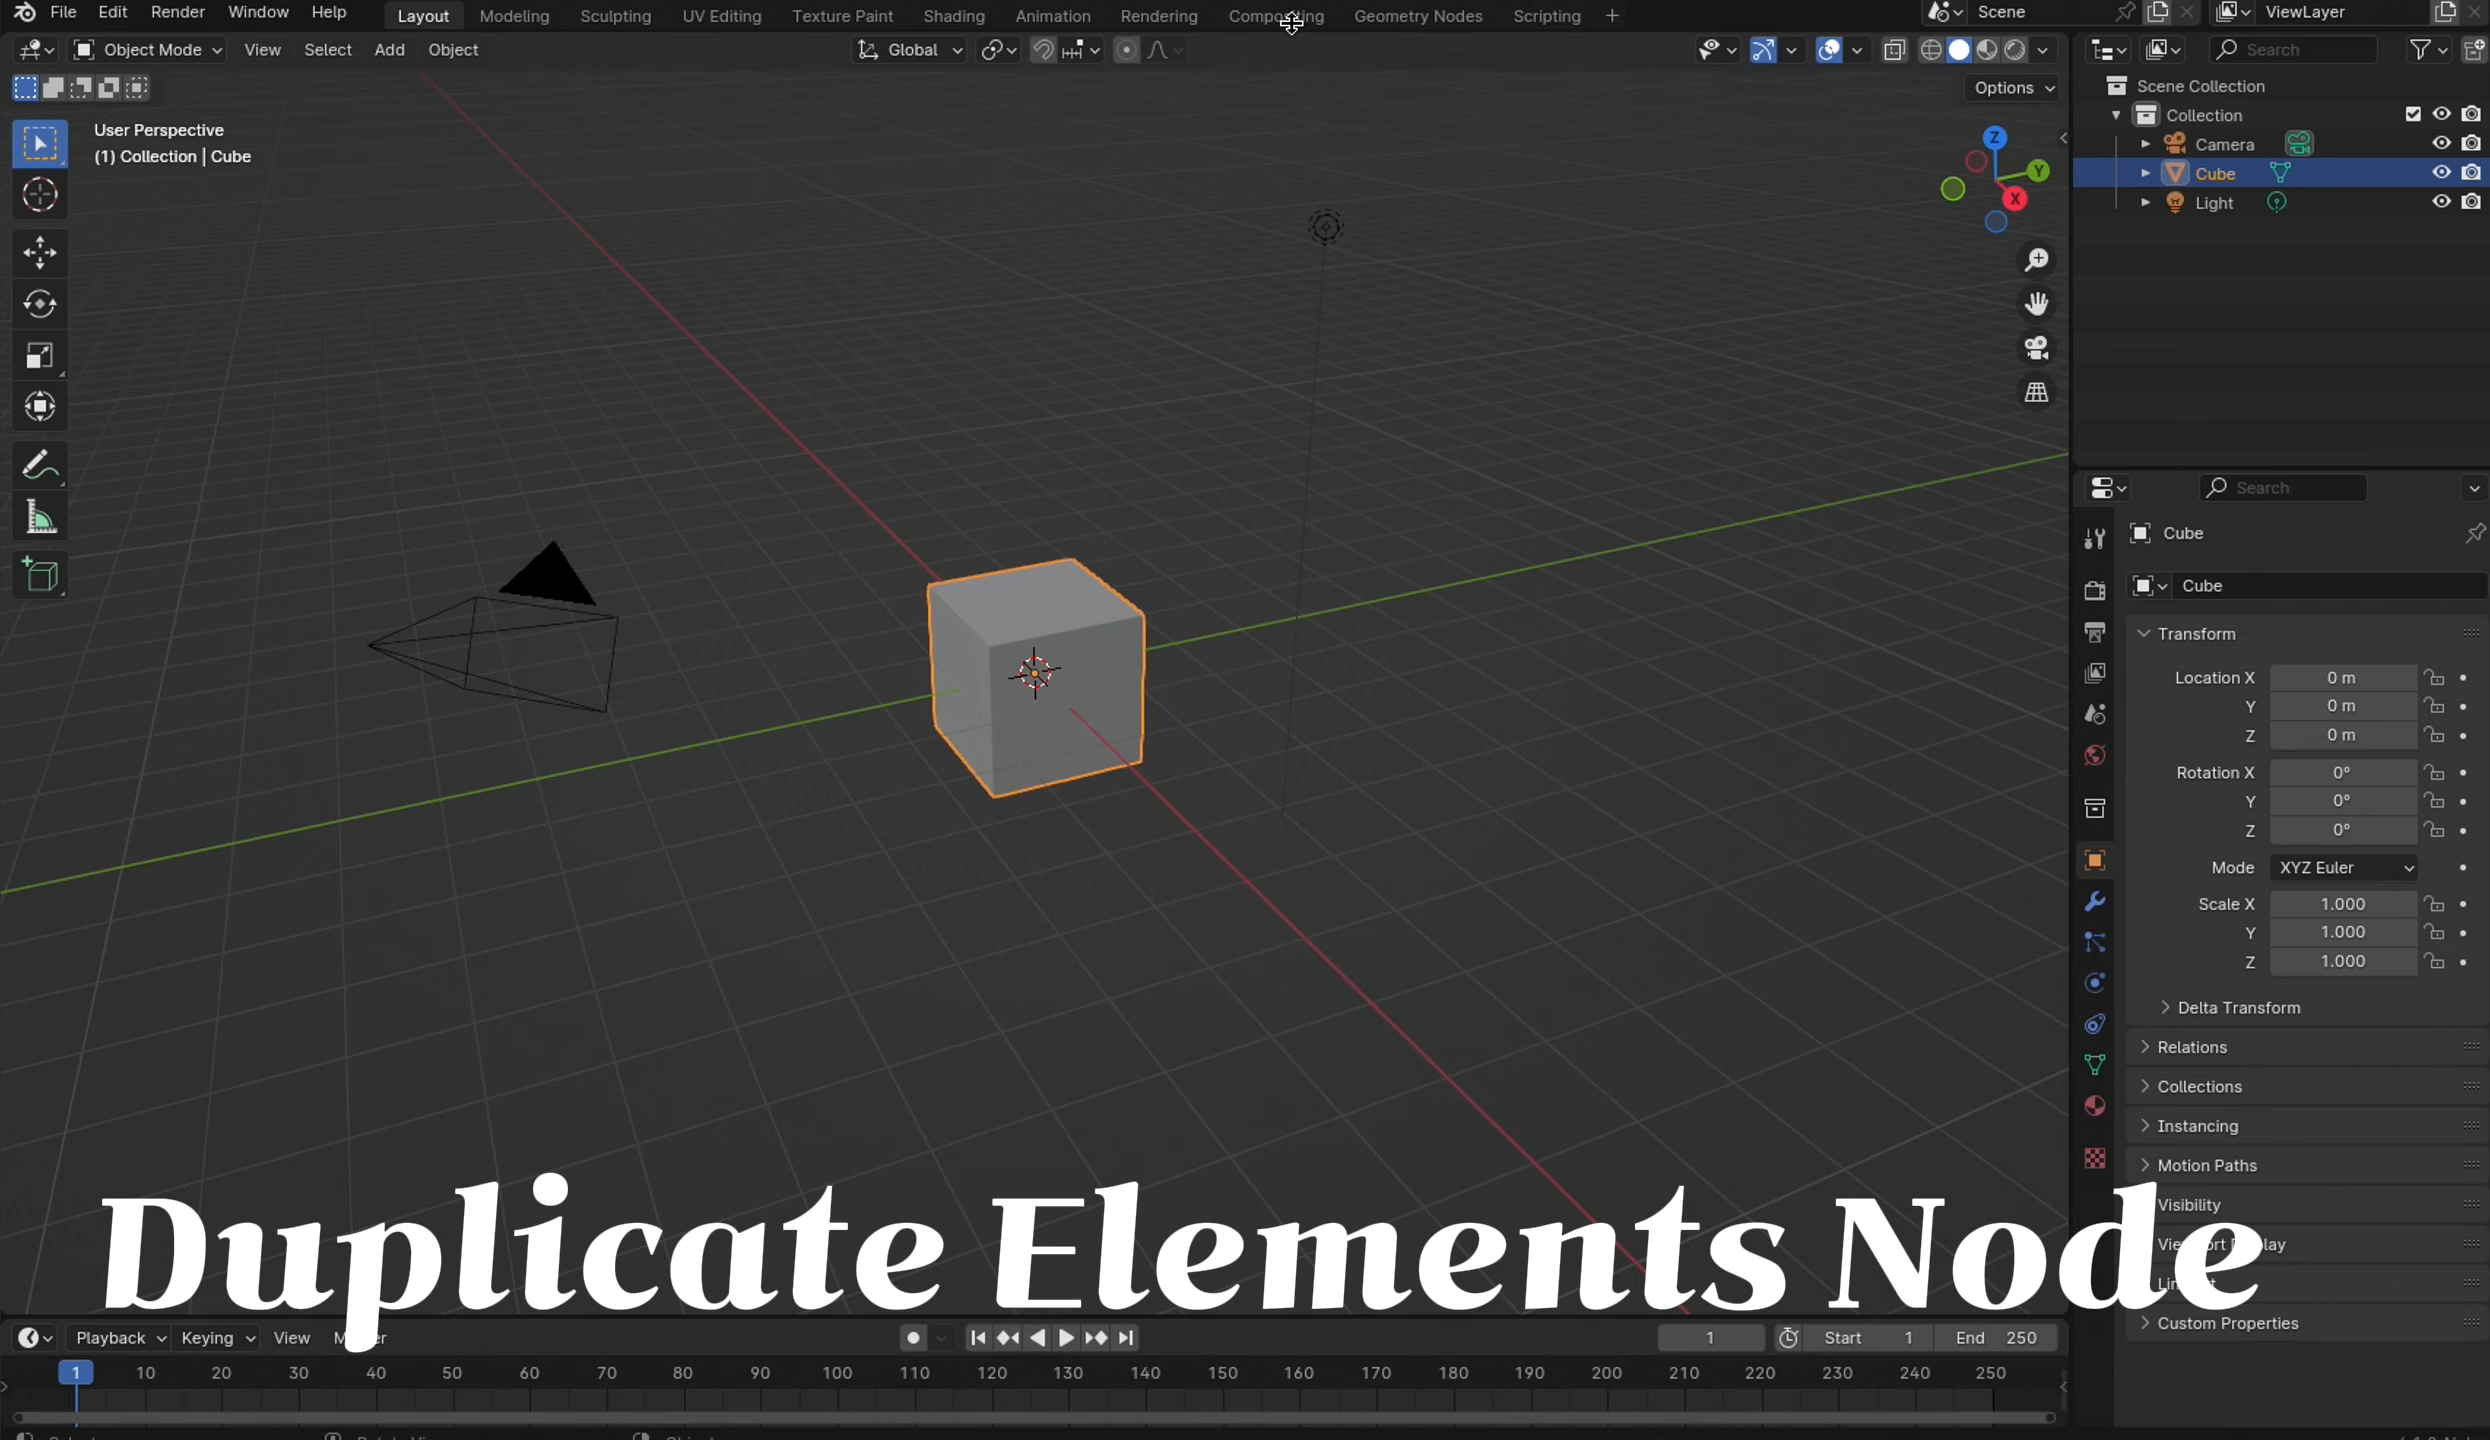 File Edit Render Window Help Layout Modeling Sculpting UV Editing Texture Paint Shading Animation Rendering Compositing Geometry Nodes Scripting + Scene ViewLayer
Object Mode View Select Add Object Global Search
Options
User Perspective
(1) Collection | Cube
Z
Y
X
Scene Collection
Collection
Camera
Cube
Light
Search
Cube
Cube
Transform
Location X 0 m
Y 0 m
Z 0 m
Rotation X 0°
Y 0°
Z 0°
Mode XYZ Euler
Scale X 1.000
Y 1.000
Z 1.000
Delta Transform
Relations
Collections
Instancing
Motion Paths
Visibility
Custom Properties
Duplicate Elements Node
Playback Keying View 1 Start 1 End 250
1 10 20 30 40 50 60 70 80 90 100 110 120 130 140 150 160 170 180 190 200 210 220 230 240 250